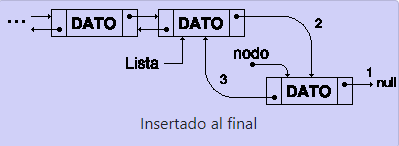 ... DATO DATO 2
Lista nodo
3 DATO 1 null
Insertado al final